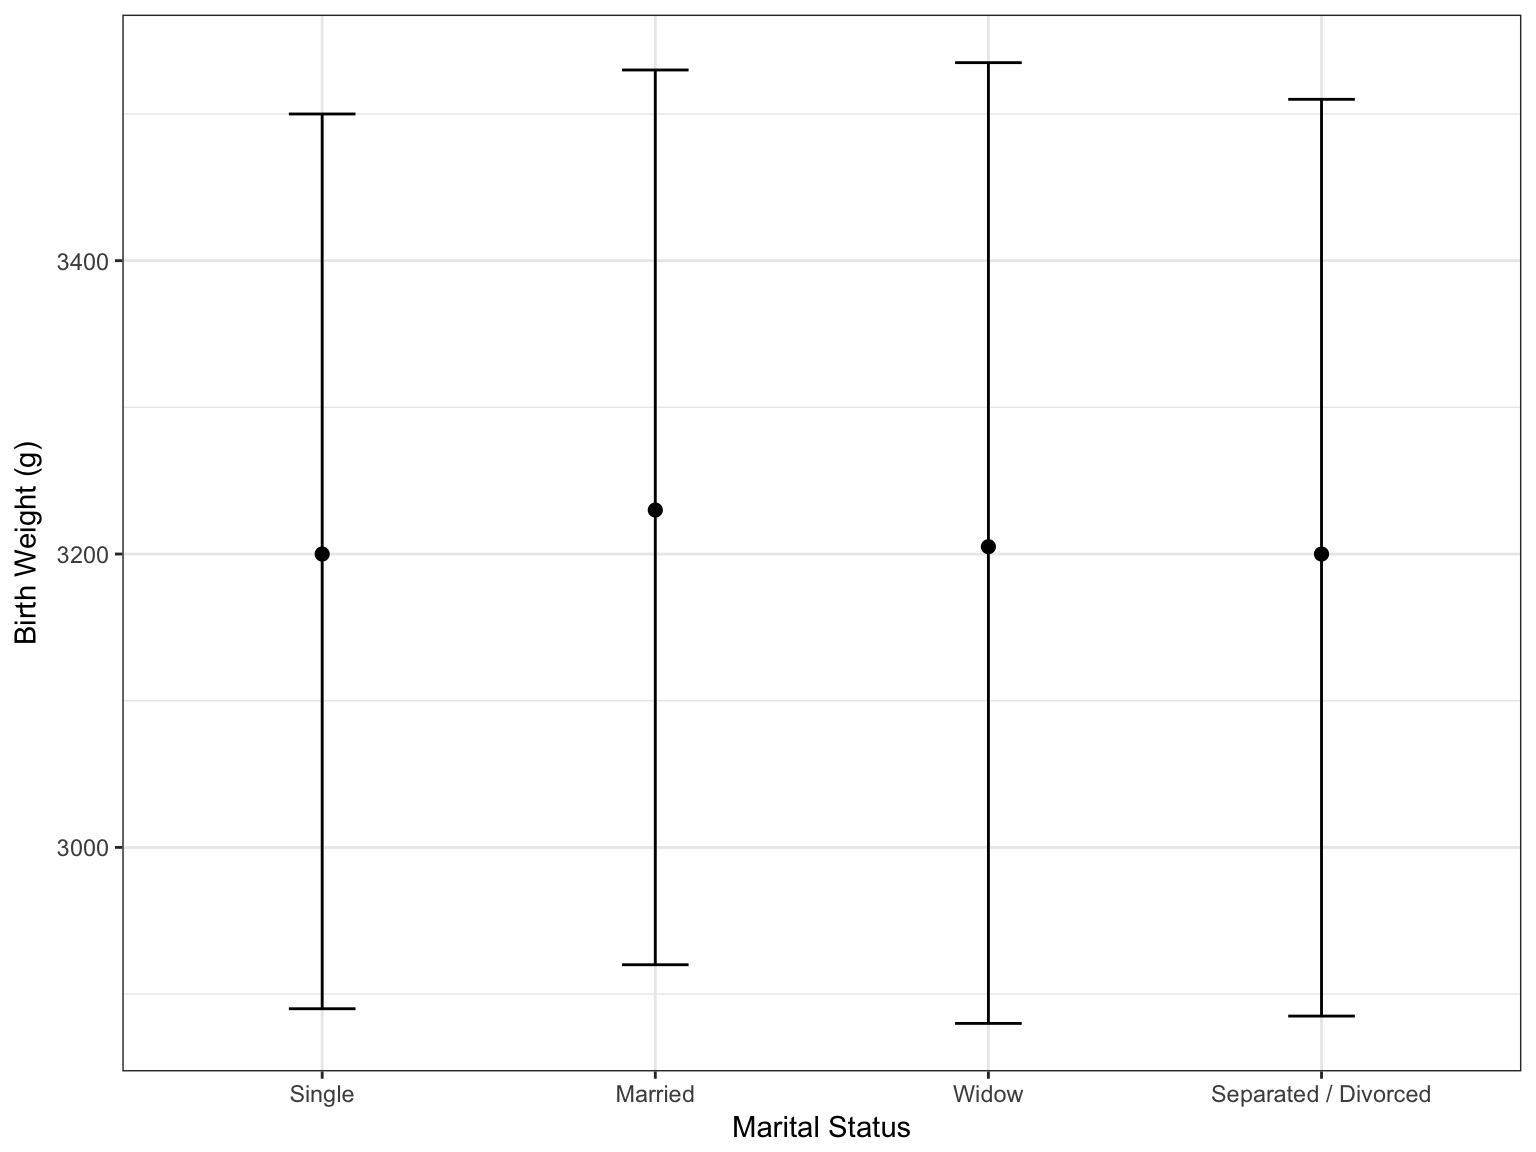 Birth Weight (g)
3400
3200
3000
Single Married Widow Separated / Divorced
Marital Status